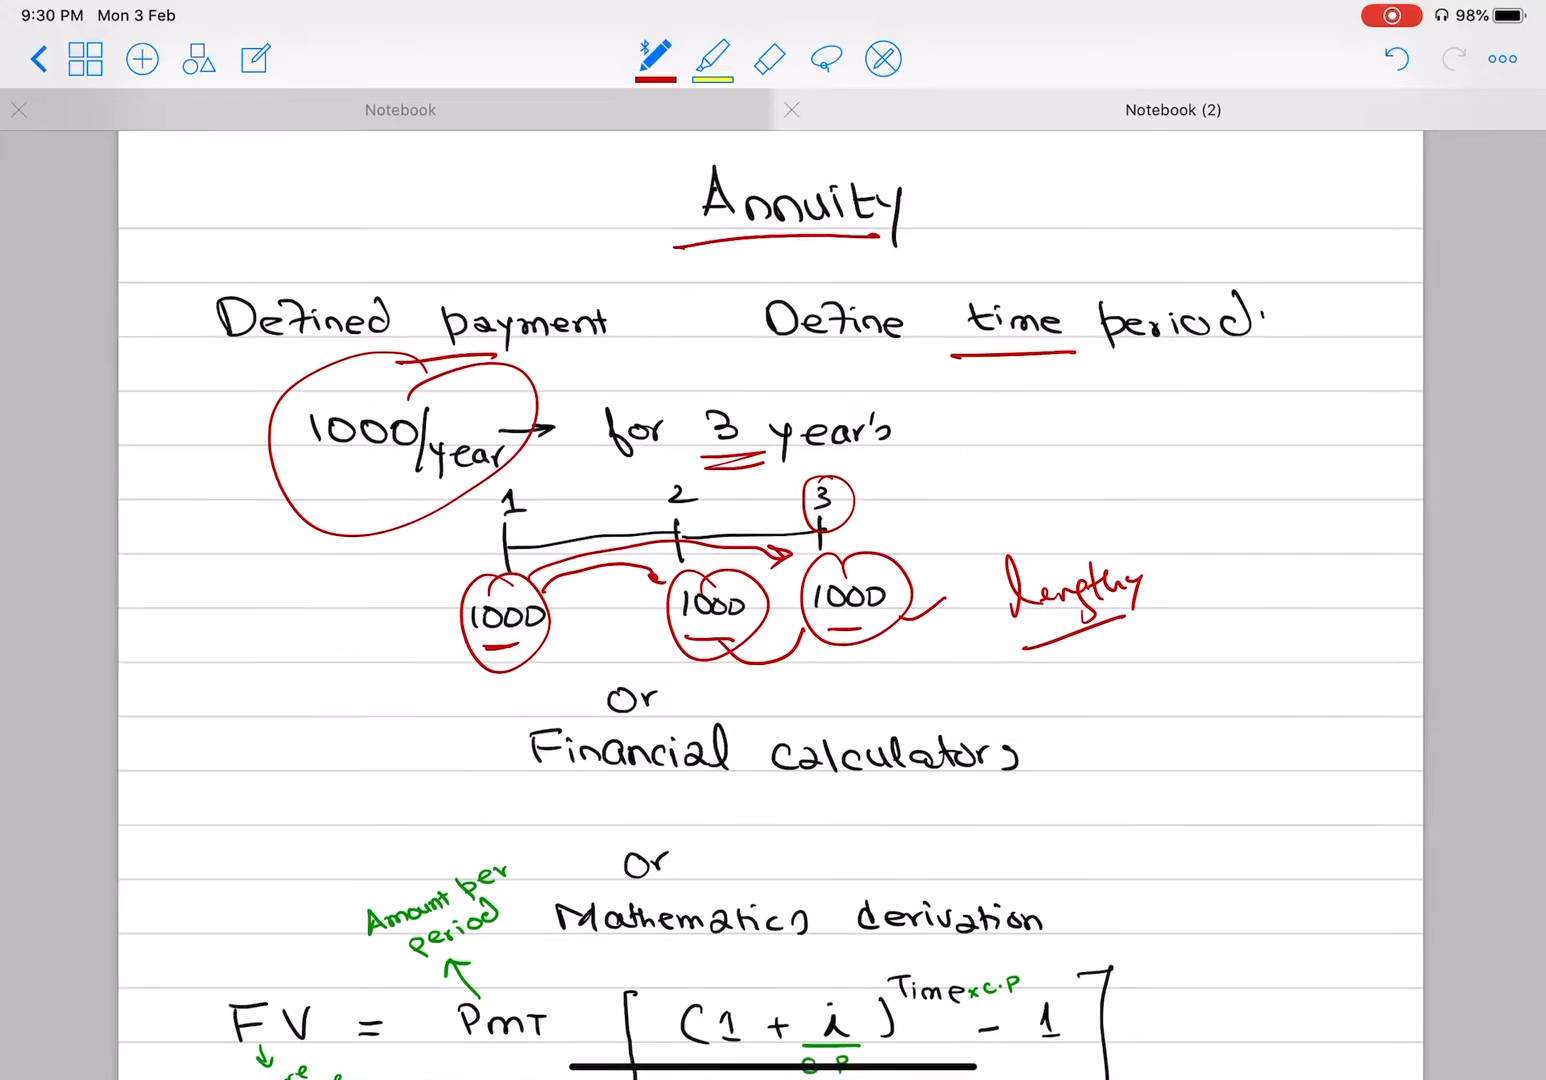 9:30 PM Mon 3 Feb
98%
Notebook
Notebook (2)
Annuity
Defined payment Define time period.
1000/year → for 3 year's
1 2 3
1000 1000 1000
lengthy
Or
Financial calculators
Or
Amount per
period
Mathematics derivation
FV = PmT [ (1 + i)^Time×c.p - 1 ]